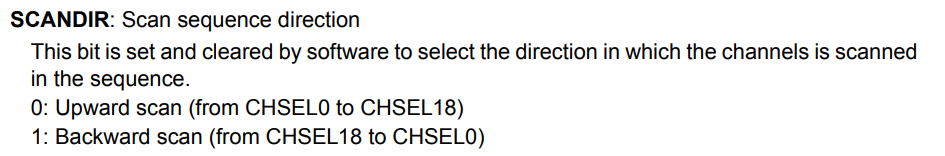 SCANDIR: Scan sequence direction
This bit is set and cleared by software to select the direction in which the channels is scanned
in the sequence.
0: Upward scan (from CHSEL0 to CHSEL18)
1: Backward scan (from CHSEL18 to CHSEL0)